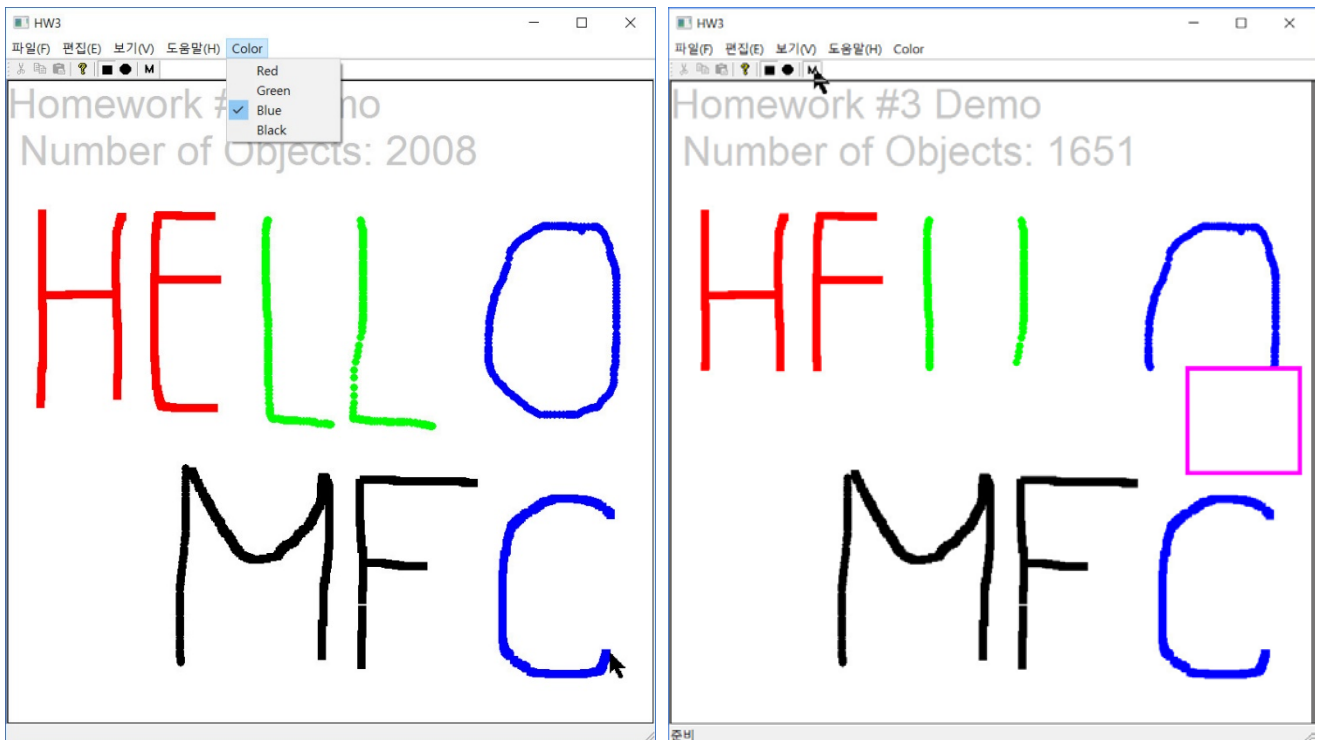 HW3
파일(F) 편집(E) 보기(V) 도움말(H) Color
M
Red
Green
Blue
Black
Homework # mo
Number of Objects: 2008
HELLO
MFC
HW3
파일(F) 편집(E) 보기(V) 도움말(H) Color
M
Homework #3 Demo
Number of Objects: 1651
MFC
준비